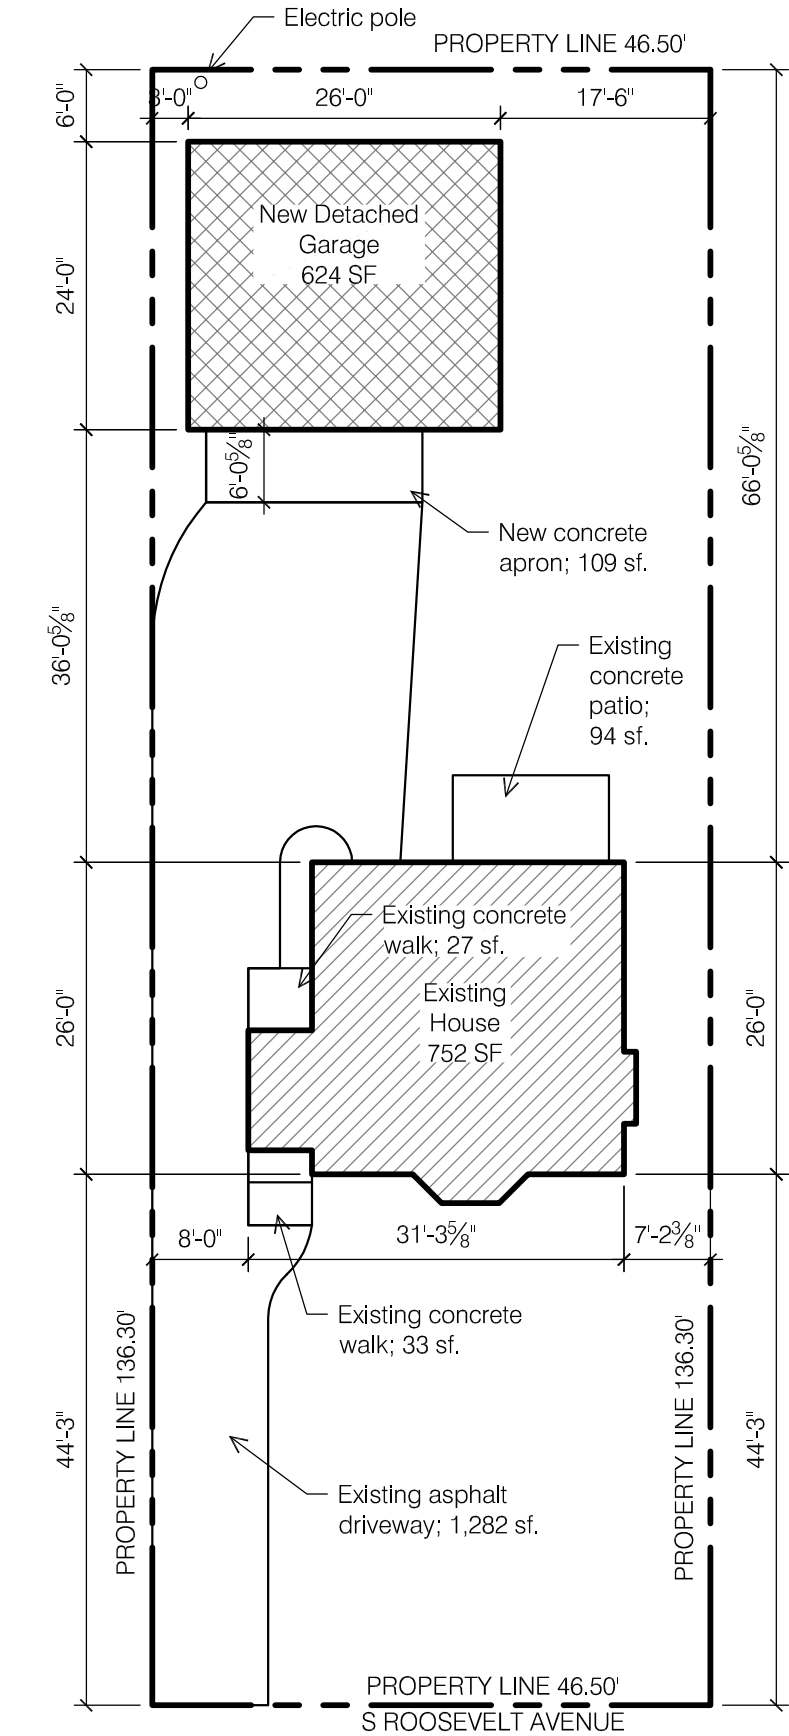 Electric pole
PROPERTY LINE 46.50'
6'-0"
3'-0"
26'-0"
17'-6"
New Detached
Garage
624 SF
24'-0"
6'-0⅝"
66'-0⅝"
New concrete
apron; 109 sf.
36'-0⅝"
Existing
concrete
patio;
94 sf.
Existing concrete
walk; 27 sf.
Existing
House
752 SF
26'-0"
26'-0"
8'-0"
31'-3⅝"
7'-2⅜"
Existing concrete
walk; 33 sf.
PROPERTY LINE 136.30'
PROPERTY LINE 136.30'
44'-3"
44'-3"
Existing asphalt
driveway; 1,282 sf.
PROPERTY LINE 46.50'
S ROOSEVELT AVENUE